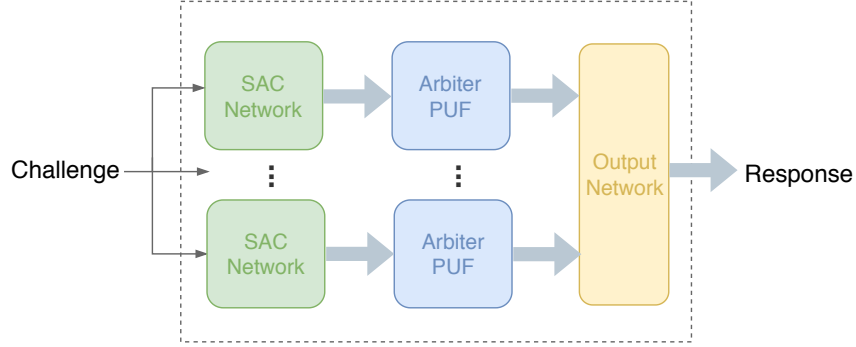 SAC
Network
Arbiter
PUF
Challenge
Output
Network
Response
SAC
Network
Arbiter
PUF